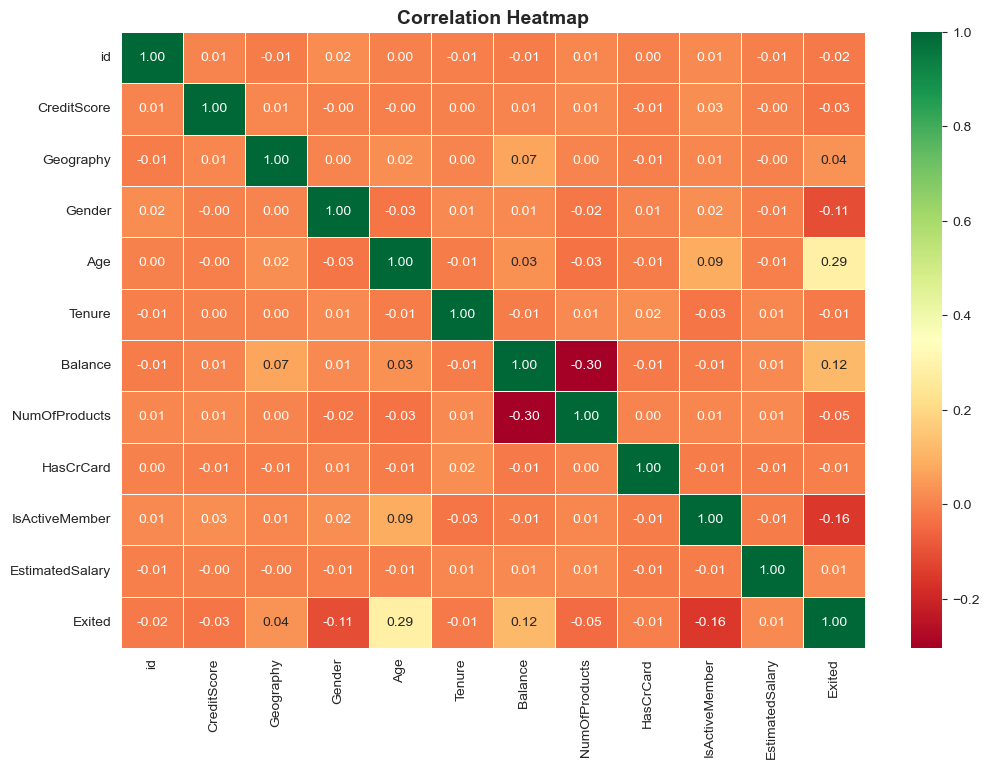 Correlation Heatmap
id 1.00 0.01 -0.01 0.02 0.00 -0.01 -0.01 0.01 0.00 0.01 -0.01 -0.02
CreditScore 0.01 1.00 0.01 -0.00 -0.00 0.00 0.01 0.01 -0.01 0.03 -0.00 -0.03
Geography -0.01 0.01 1.00 0.00 0.02 0.00 0.07 0.00 -0.01 0.01 -0.00 0.04
Gender 0.02 -0.00 0.00 1.00 -0.03 0.01 0.01 -0.02 0.01 0.02 -0.01 -0.11
Age 0.00 -0.00 0.02 -0.03 1.00 -0.01 0.03 -0.03 -0.01 0.09 -0.01 0.29
Tenure -0.01 0.00 0.00 0.01 -0.01 1.00 -0.01 0.01 0.02 -0.03 0.01 -0.01
Balance -0.01 0.01 0.07 0.01 0.03 -0.01 1.00 -0.30 -0.01 -0.01 0.01 0.12
NumOfProducts 0.01 0.01 0.00 -0.02 -0.03 0.01 -0.30 1.00 0.00 0.01 0.01 -0.05
HasCrCard 0.00 -0.01 -0.01 0.01 -0.01 0.02 -0.01 0.00 1.00 -0.01 -0.01 -0.01
IsActiveMember 0.01 0.03 0.01 0.02 0.09 -0.03 -0.01 0.01 -0.01 1.00 -0.01 -0.16
EstimatedSalary -0.01 -0.00 -0.00 -0.01 -0.01 0.01 0.01 0.01 -0.01 -0.01 1.00 0.01
Exited -0.02 -0.03 0.04 -0.11 0.29 -0.01 0.12 -0.05 -0.01 -0.16 0.01 1.00
id
CreditScore
Geography
Gender
Age
Tenure
Balance
NumOfProducts
HasCrCard
IsActiveMember
EstimatedSalary
Exited
1.0
0.8
0.6
0.4
0.2
0.0
−0.2